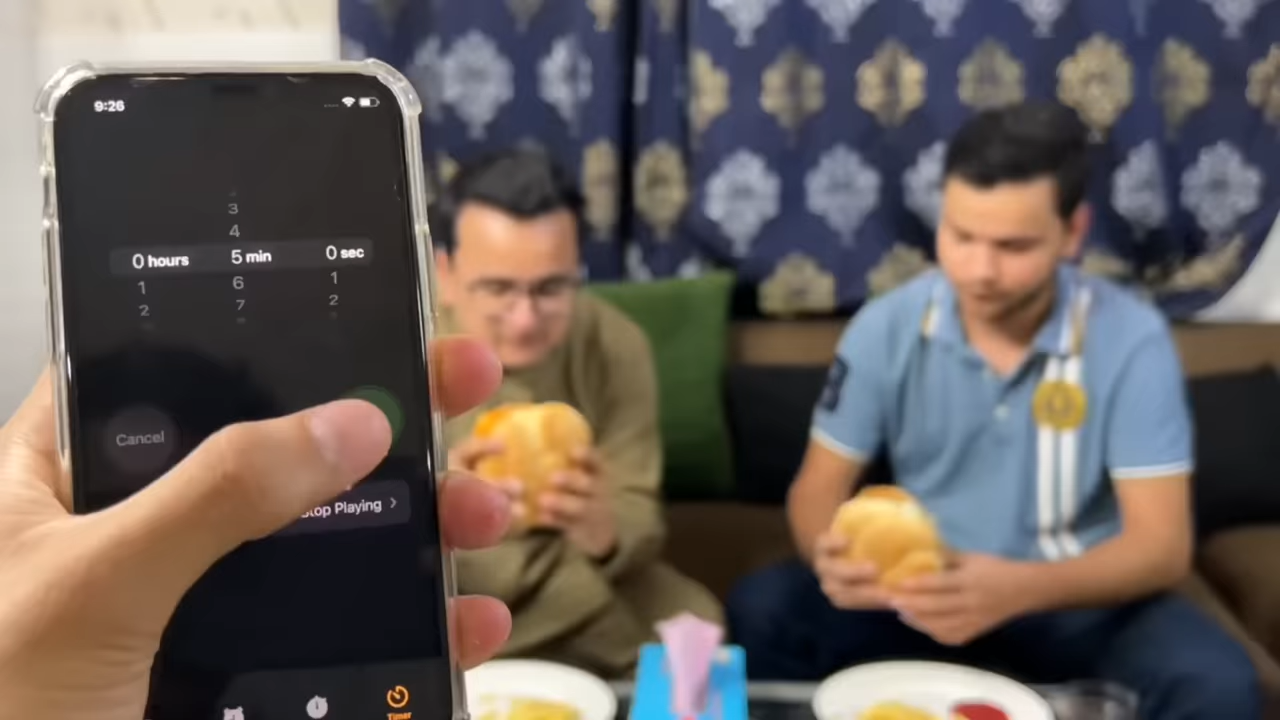 9:26
3
4
0 hours 5 min 0 sec
1 6 1
2 7 2
Cancel
Stop Playing
Timer